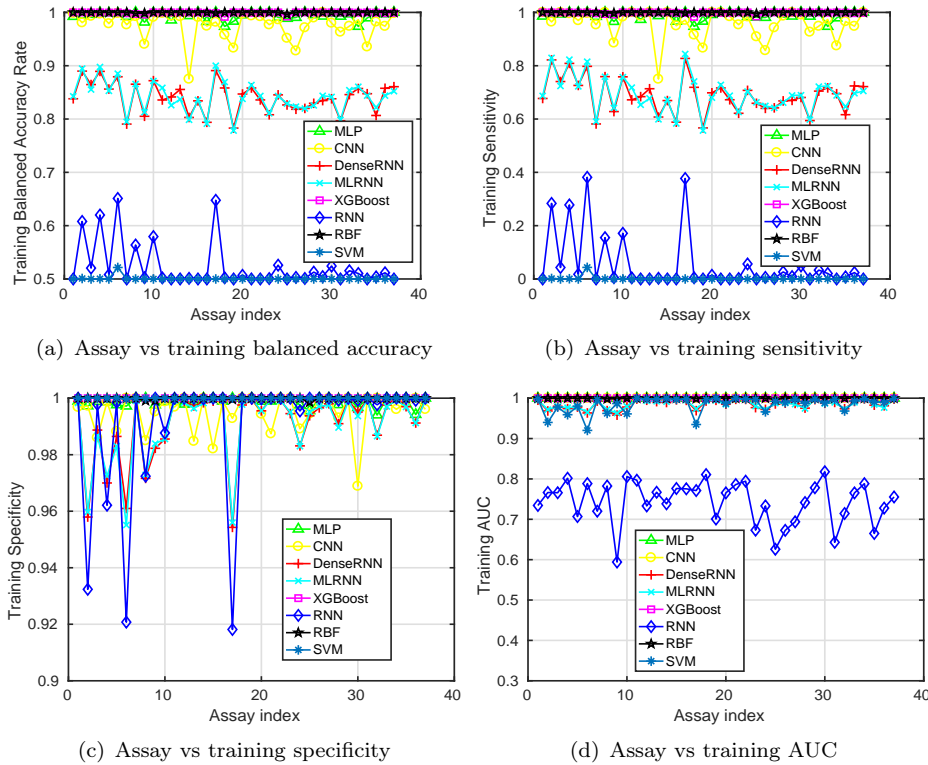 Training Balanced Accuracy Rate
1
0.9
0.8
0.7
0.6
0.5
0 10 20 30 40
Assay index
MLP
CNN
DenseRNN
MLRNN
XGBoost
RNN
RBF
SVM
(a) Assay vs training balanced accuracy
Training Sensitivity
1
0.8
0.6
0.4
0.2
0
0 10 20 30 40
Assay index
MLP
CNN
DenseRNN
MLRNN
XGBoost
RNN
RBF
SVM
(b) Assay vs training sensitivity
Training Specificity
1
0.98
0.96
0.94
0.92
0.9
0 10 20 30 40
Assay index
MLP
CNN
DenseRNN
MLRNN
XGBoost
RNN
RBF
SVM
(c) Assay vs training specificity
Training AUC
1
0.9
0.8
0.7
0.6
0.5
0.4
0.3
0 10 20 30 40
Assay index
MLP
CNN
DenseRNN
MLRNN
XGBoost
RNN
RBF
SVM
(d) Assay vs training AUC